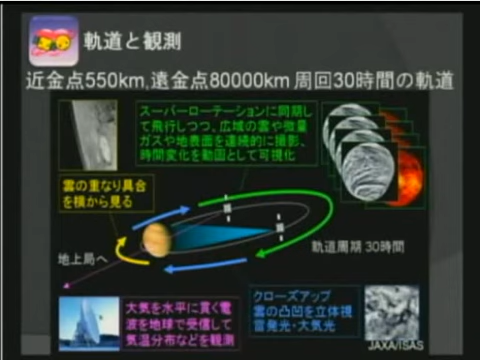 軌道と観測
近金点550km,遠金点80000km 周回30時間の軌道
スーパーローテーションに同期し
て飛行しつつ、広域の雲や微量
ガスや地表面を連続的に撮影、
時間変化を動画として可視化
雲の重なり具合
を横から見る
軌道周期 30時間
地上局へ
大気を水平に貫く電
波を地球で受信して
気温分布などを観測
クローズアップ
雲の凸凹を立体視
雷発光・大気光
JAXA/ISAS